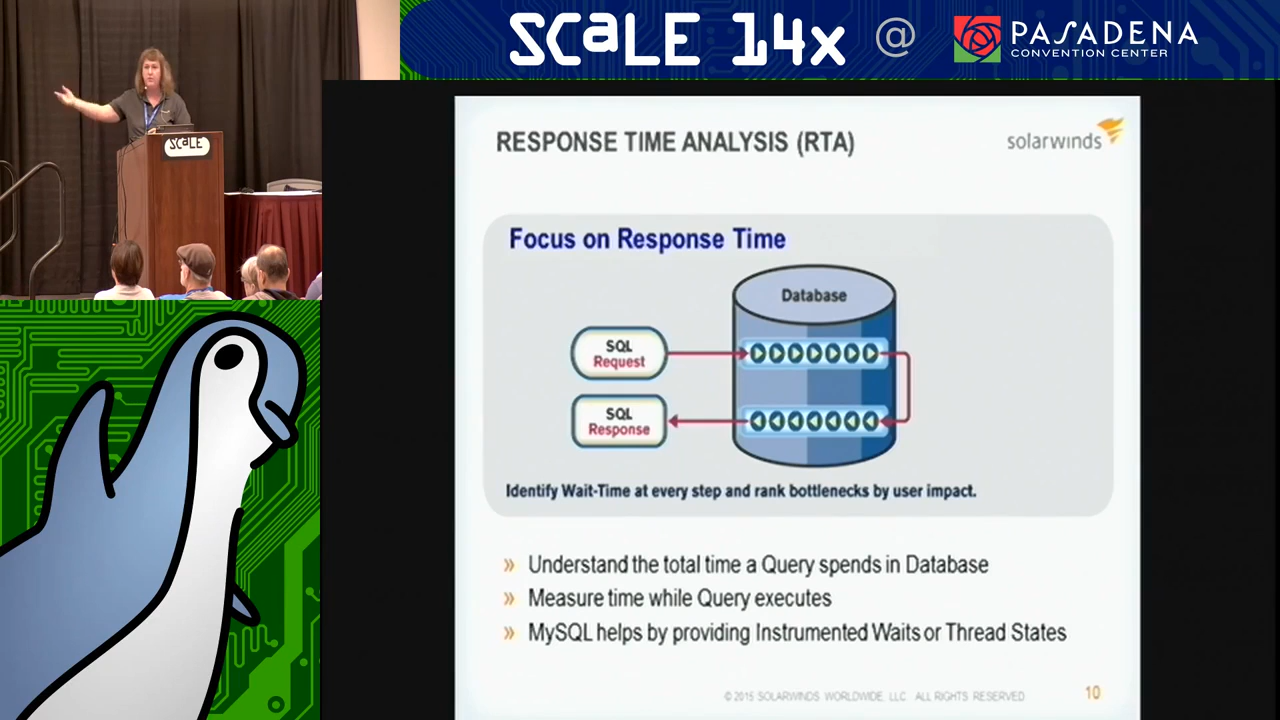 SCaLE 14x @ PASADENA
CONVENTION CENTER
SCaLE
RESPONSE TIME ANALYSIS (RTA)
solarwinds
Focus on Response Time
Database
SQL
Request
SQL
Response
Identify Wait-Time at every step and rank bottlenecks by user impact.
» Understand the total time a Query spends in Database
» Measure time while Query executes
» MySQL helps by providing Instrumented Waits or Thread States
© 2015 SOLARWINDS WORLDWIDE, LLC ALL RIGHTS RESERVED.
10